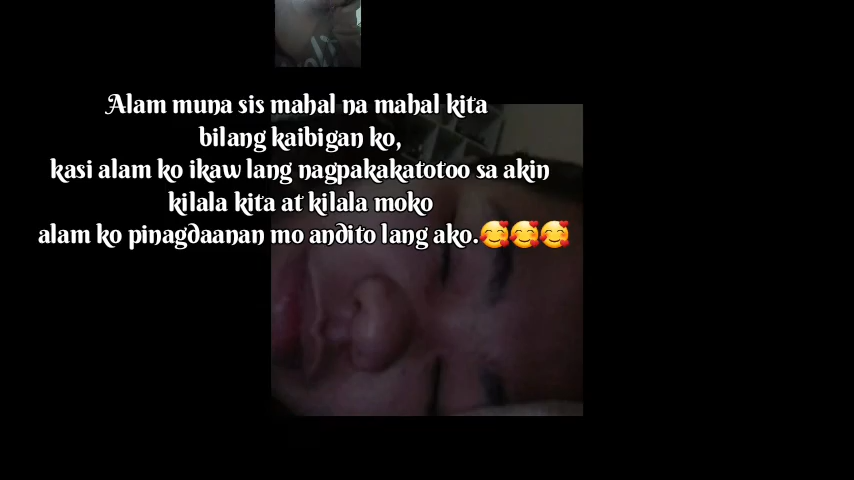 Alam muna sis mahal na mahal kita
bilang kaibigan ko,
kasi alam ko ikaw lang nagpakakatotoo sa akin
kilala kita at kilala moko
alam ko pinagdaanan mo andito lang ako.🥰🥰🥰